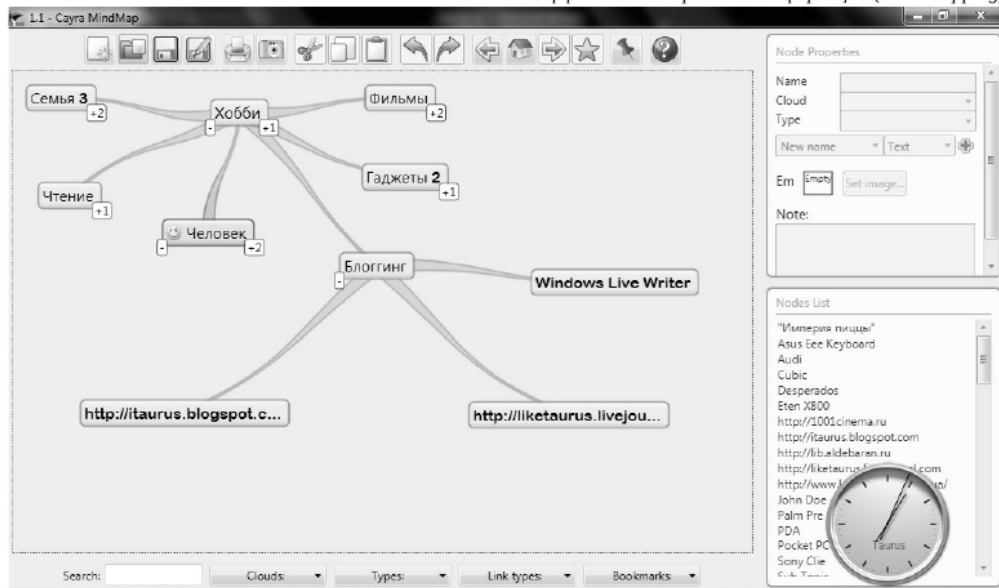 1.1 - Cayra MindMap
Семья 3
+2
Хобби
-
+1
Фильмы
+2
Чтение
+1
Гаджеты 2
+1
Человек
-
+2
Блоггинг
-
Windows Live Writer
http://itaurus.blogspot.c...
http://liketaurus.livejou...
Search:
Clouds:
Types:
Link types:
Bookmarks:
Node Properties
Name
Cloud
Type
New name
Text
Em
Empty
Set image...
Note:
Nodes List
"Империя пиццы"
Asus Eee Keyboard
Audi
Cubic
Desperados
Eten X800
http://1001cinema.ru
http://itaurus.blogspot.com
http://lib.aldebaran.ru
http://liketaurus.
http://www.
John Doe
Palm Pre
PDA
Pocket PC
Sony Clie
Taurus